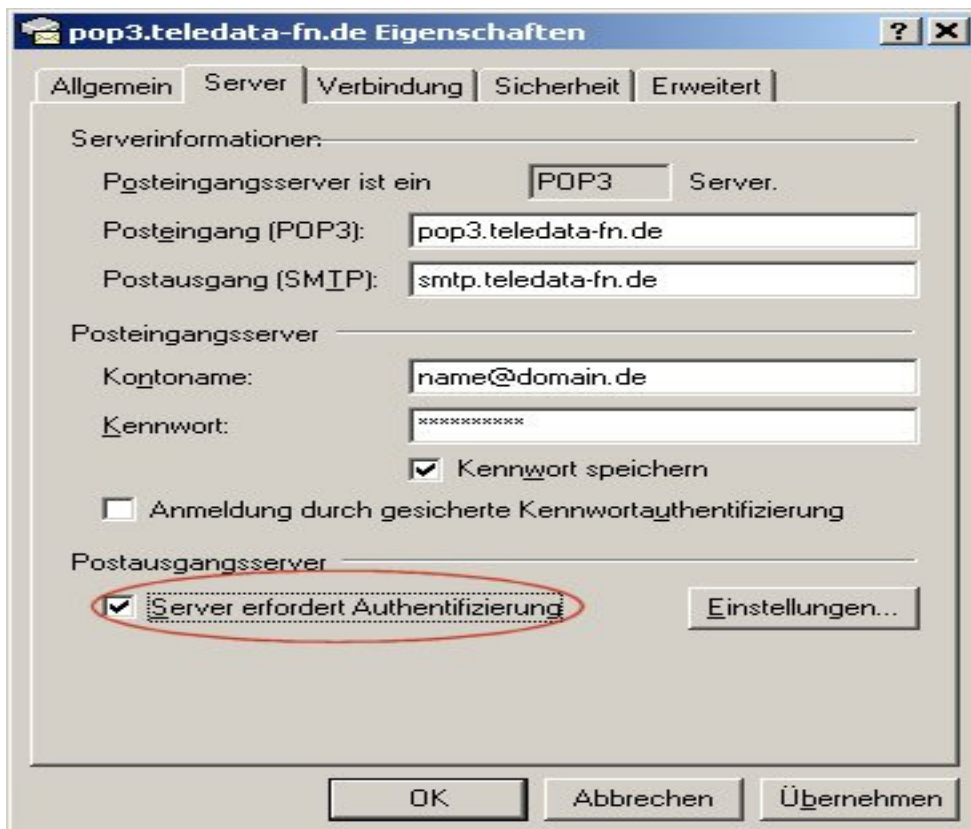 pop3.teledata-fn.de Eigenschaften
Allgemein Server Verbindung Sicherheit Erweitert
Serverinformationen
Posteingangsserver ist ein POP3 Server.
Posteingang (POP3): pop3.teledata-fn.de
Postausgang (SMTP): smtp.teledata-fn.de
Posteingangsserver
Kontoname: name@domain.de
Kennwort: **********
Kennwort speichern
Anmeldung durch gesicherte Kennwortauthentifizierung
Postausgangsserver
Server erfordert Authentifizierung Einstellungen...
OK Abbrechen Übernehmen